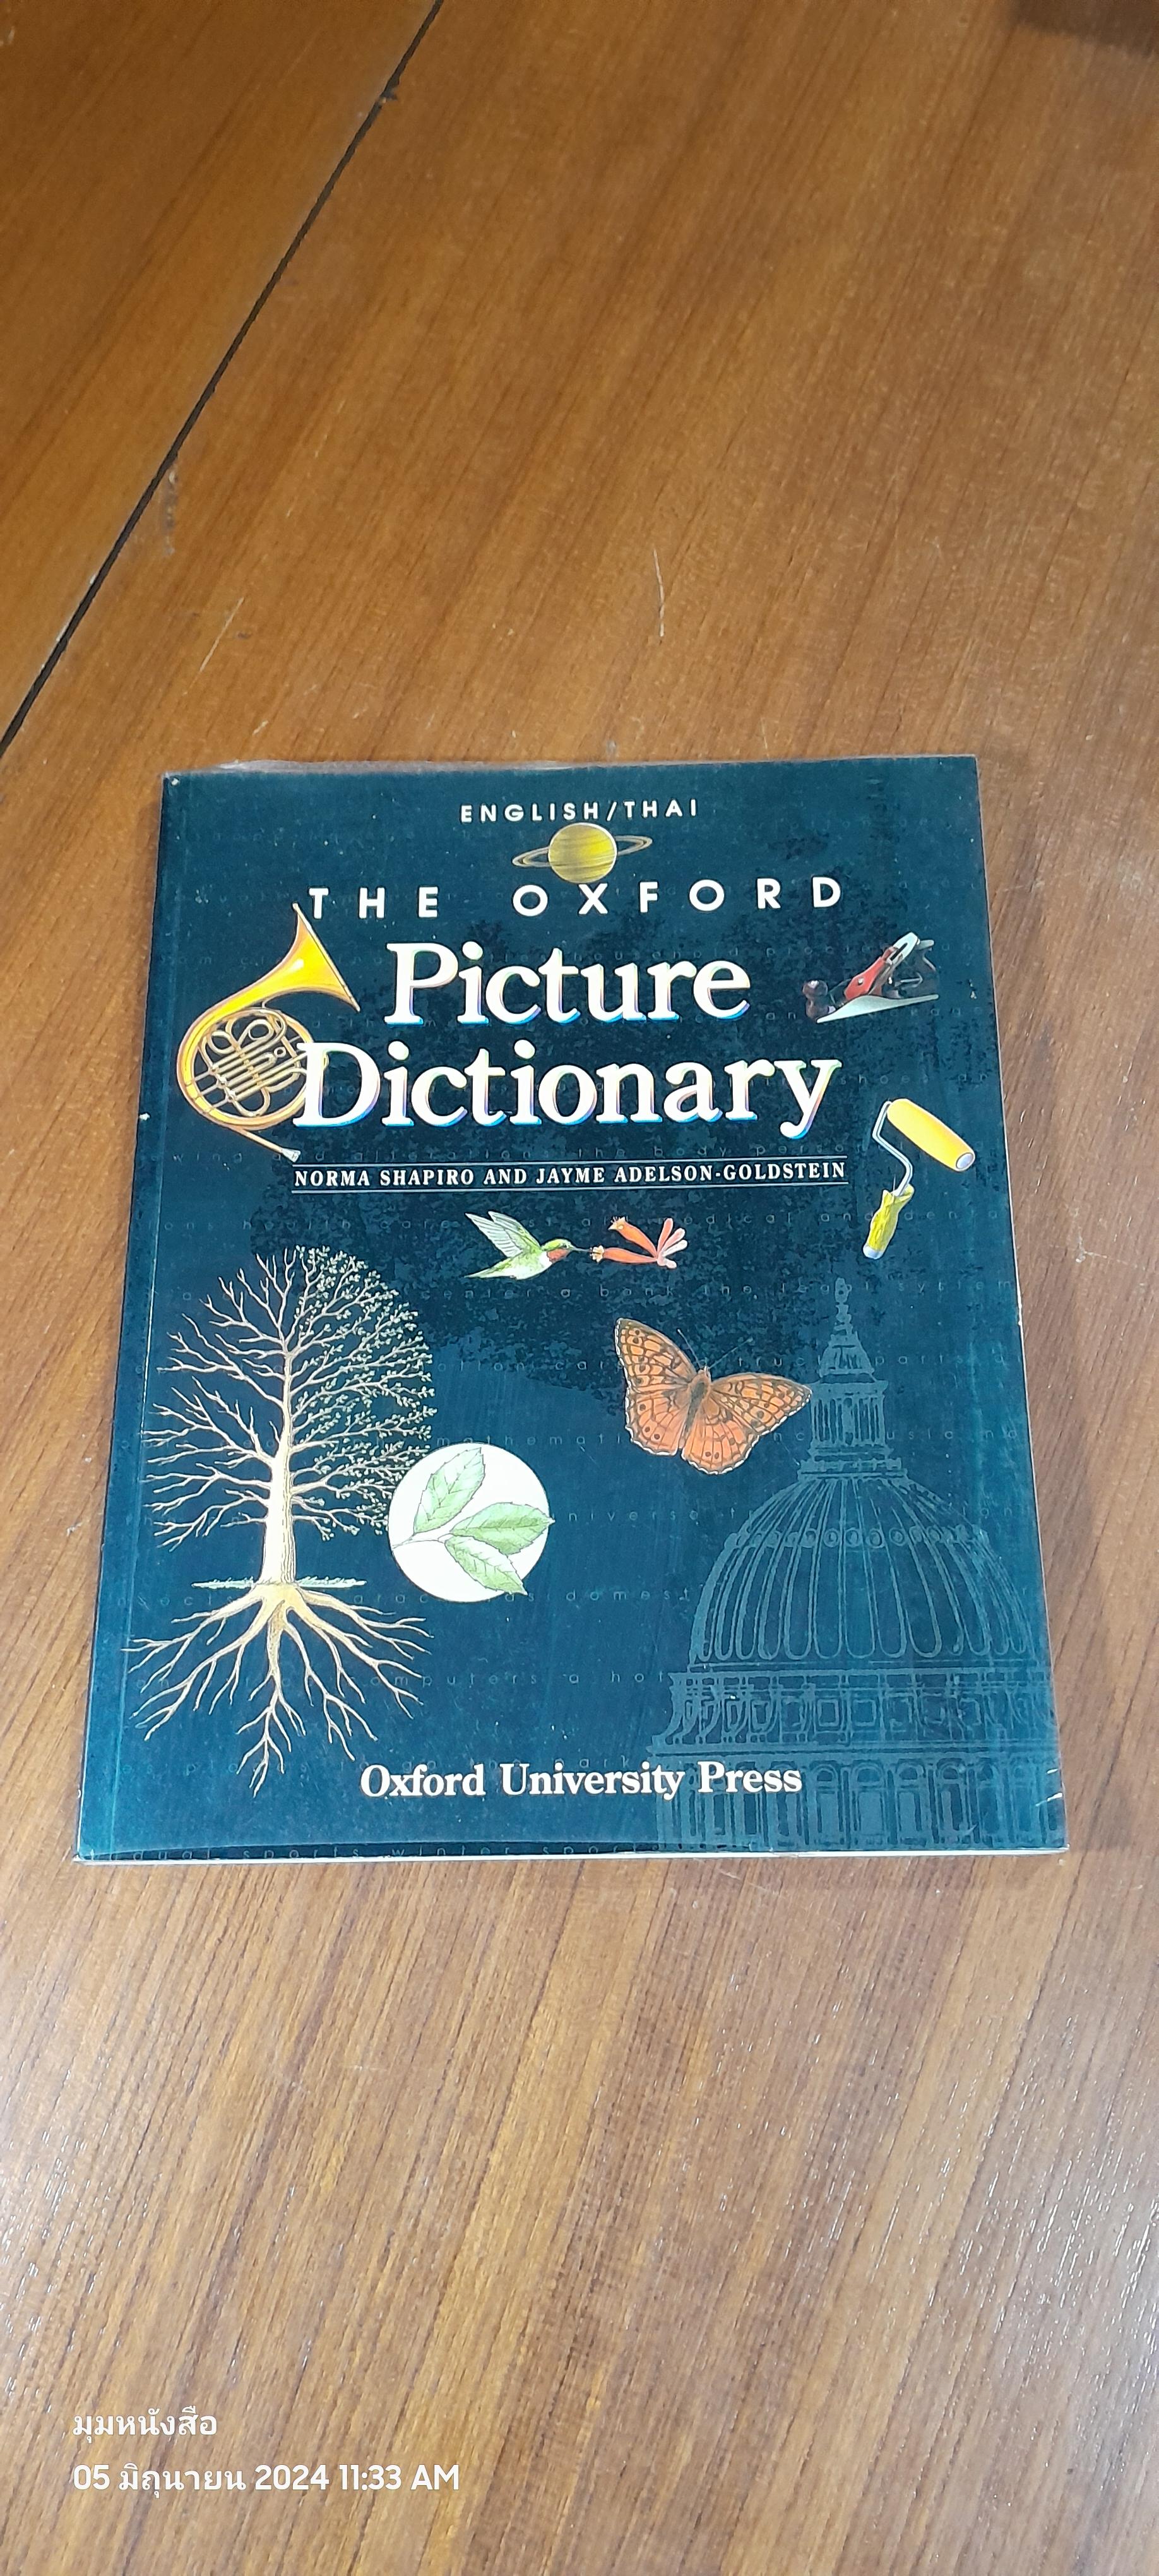 ENGLISH/THAI
THE OXFORD
Picture
Dictionary
NORMA SHAPIRO AND JAYME ADELSON-GOLDSTEIN
Oxford University Press
มุมหนังสือ
05 มิถุนายน 2024 11:33 AM